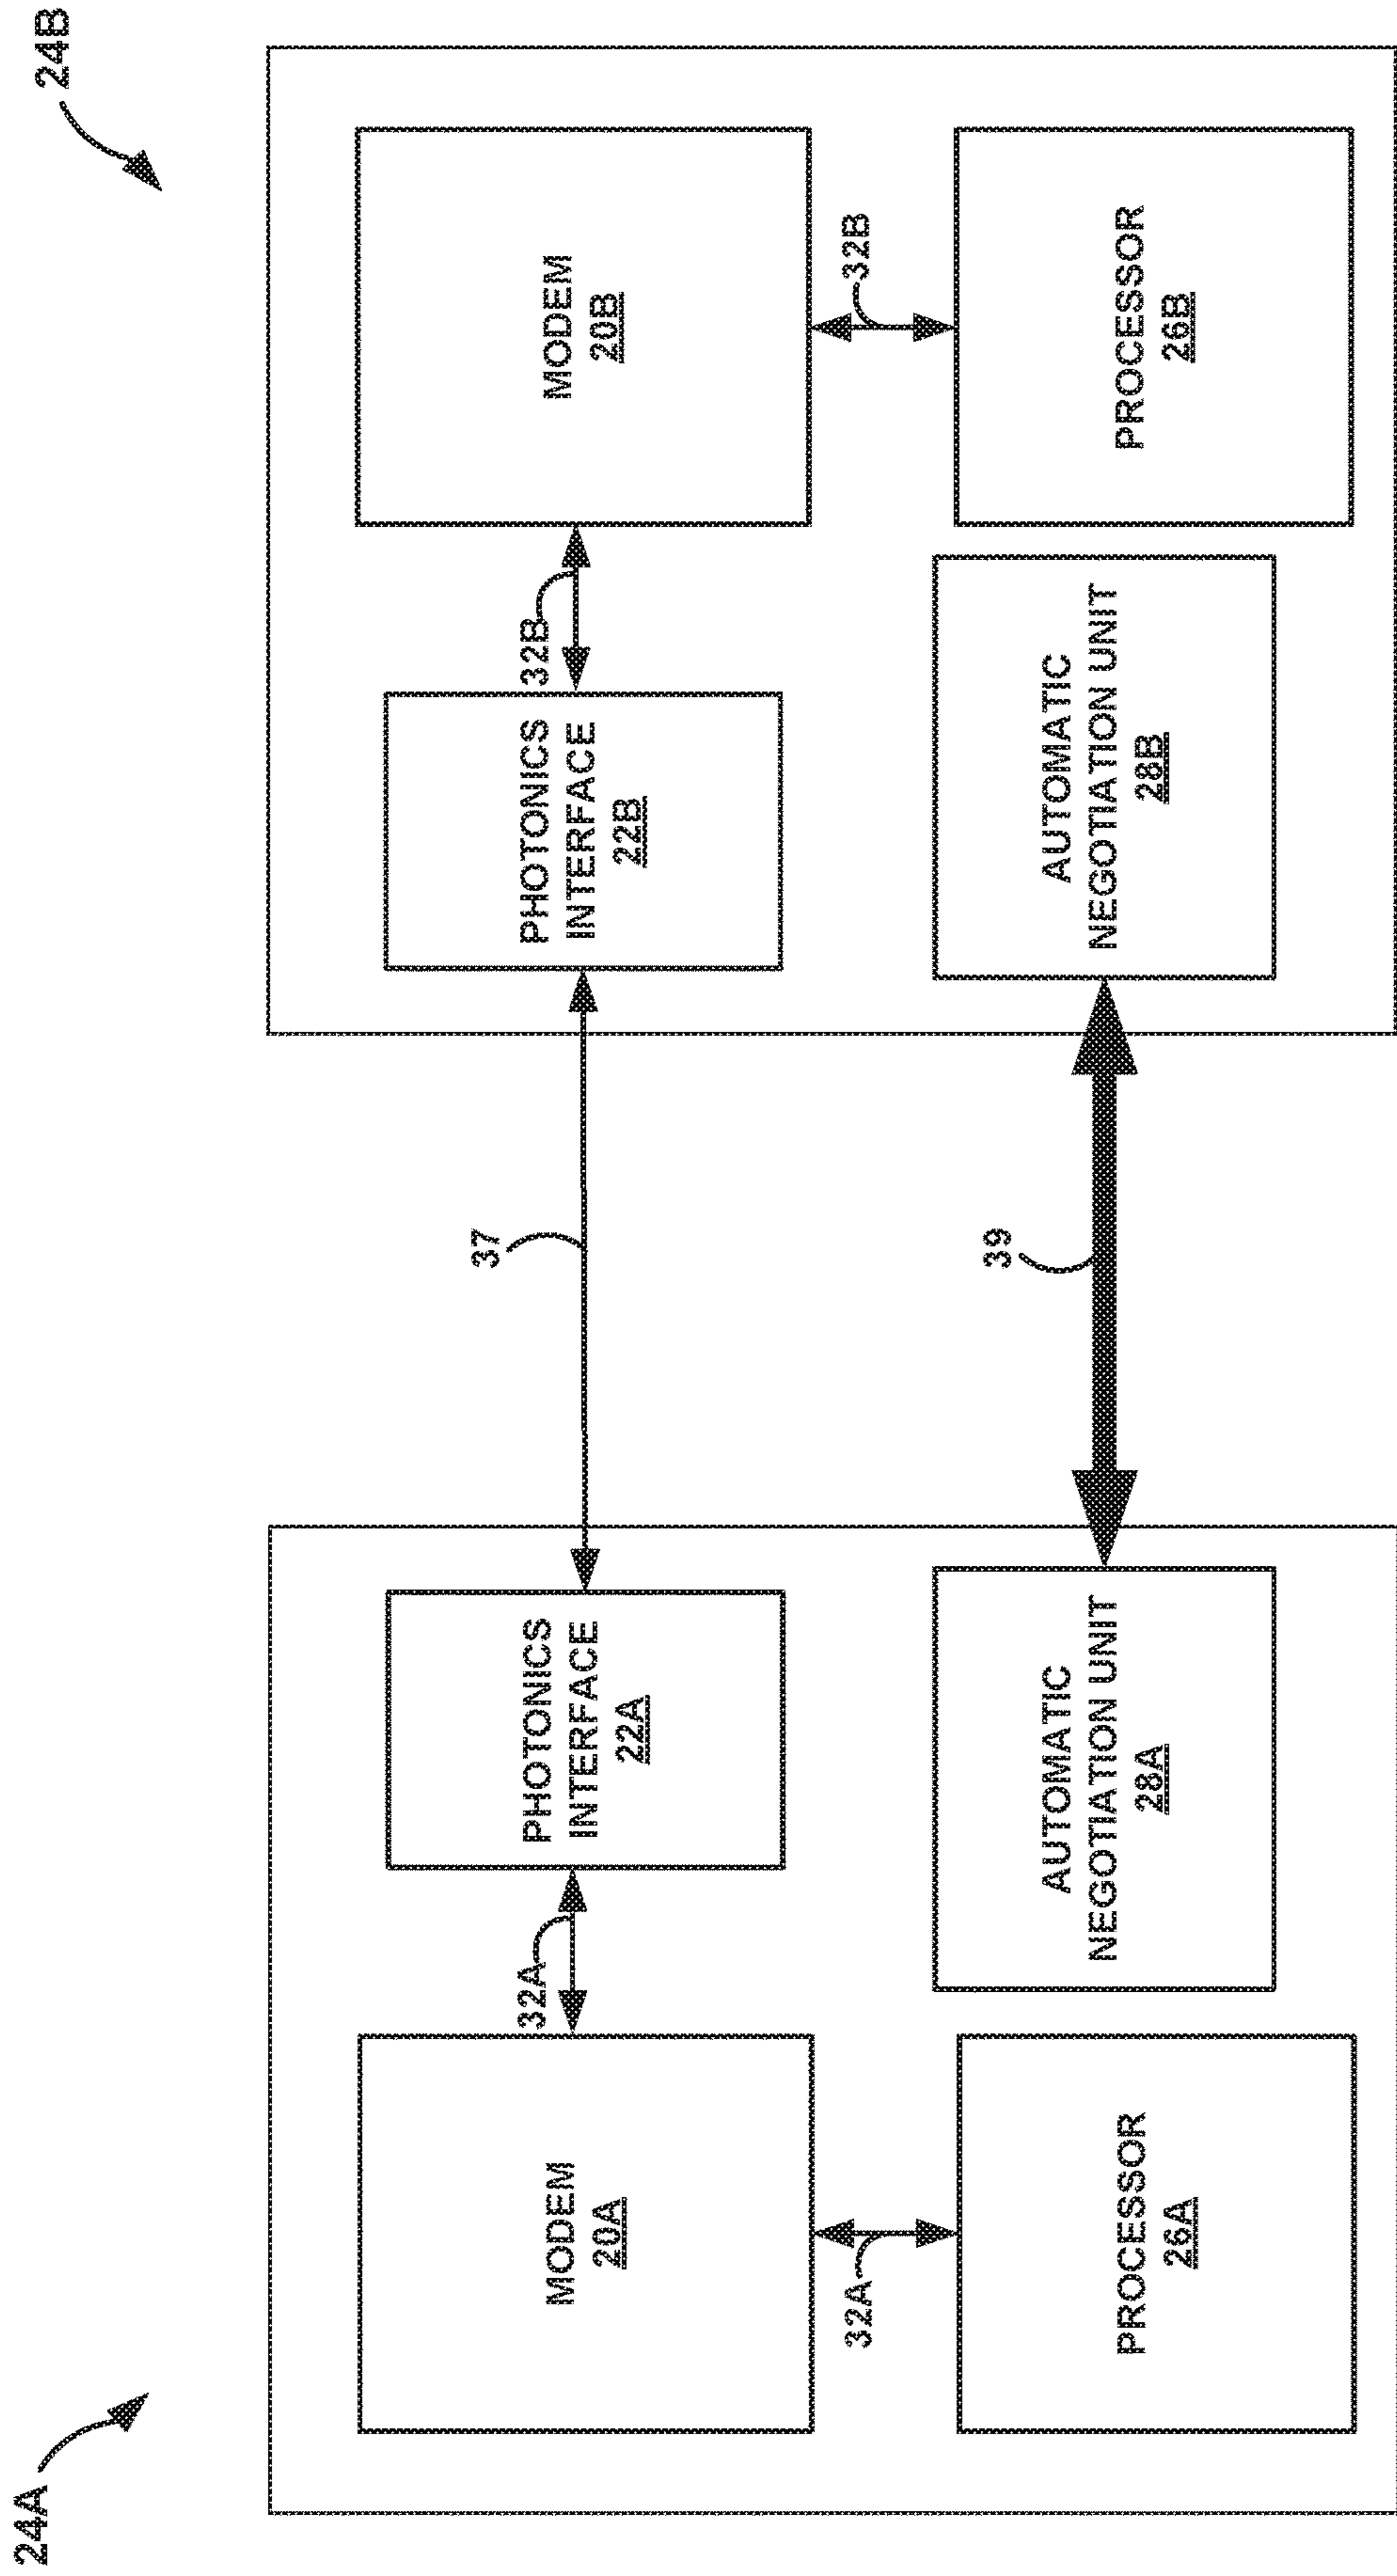 24A
24B
MODEM
20A
32A
PHOTONICS
INTERFACE
22A
37
PHOTONICS
INTERFACE
22B
32B
MODEM
20B
32A
32B
PROCESSOR
26A
AUTOMATIC
NEGOTIATION UNIT
28A
39
AUTOMATIC
NEGOTIATION UNIT
28B
PROCESSOR
26B